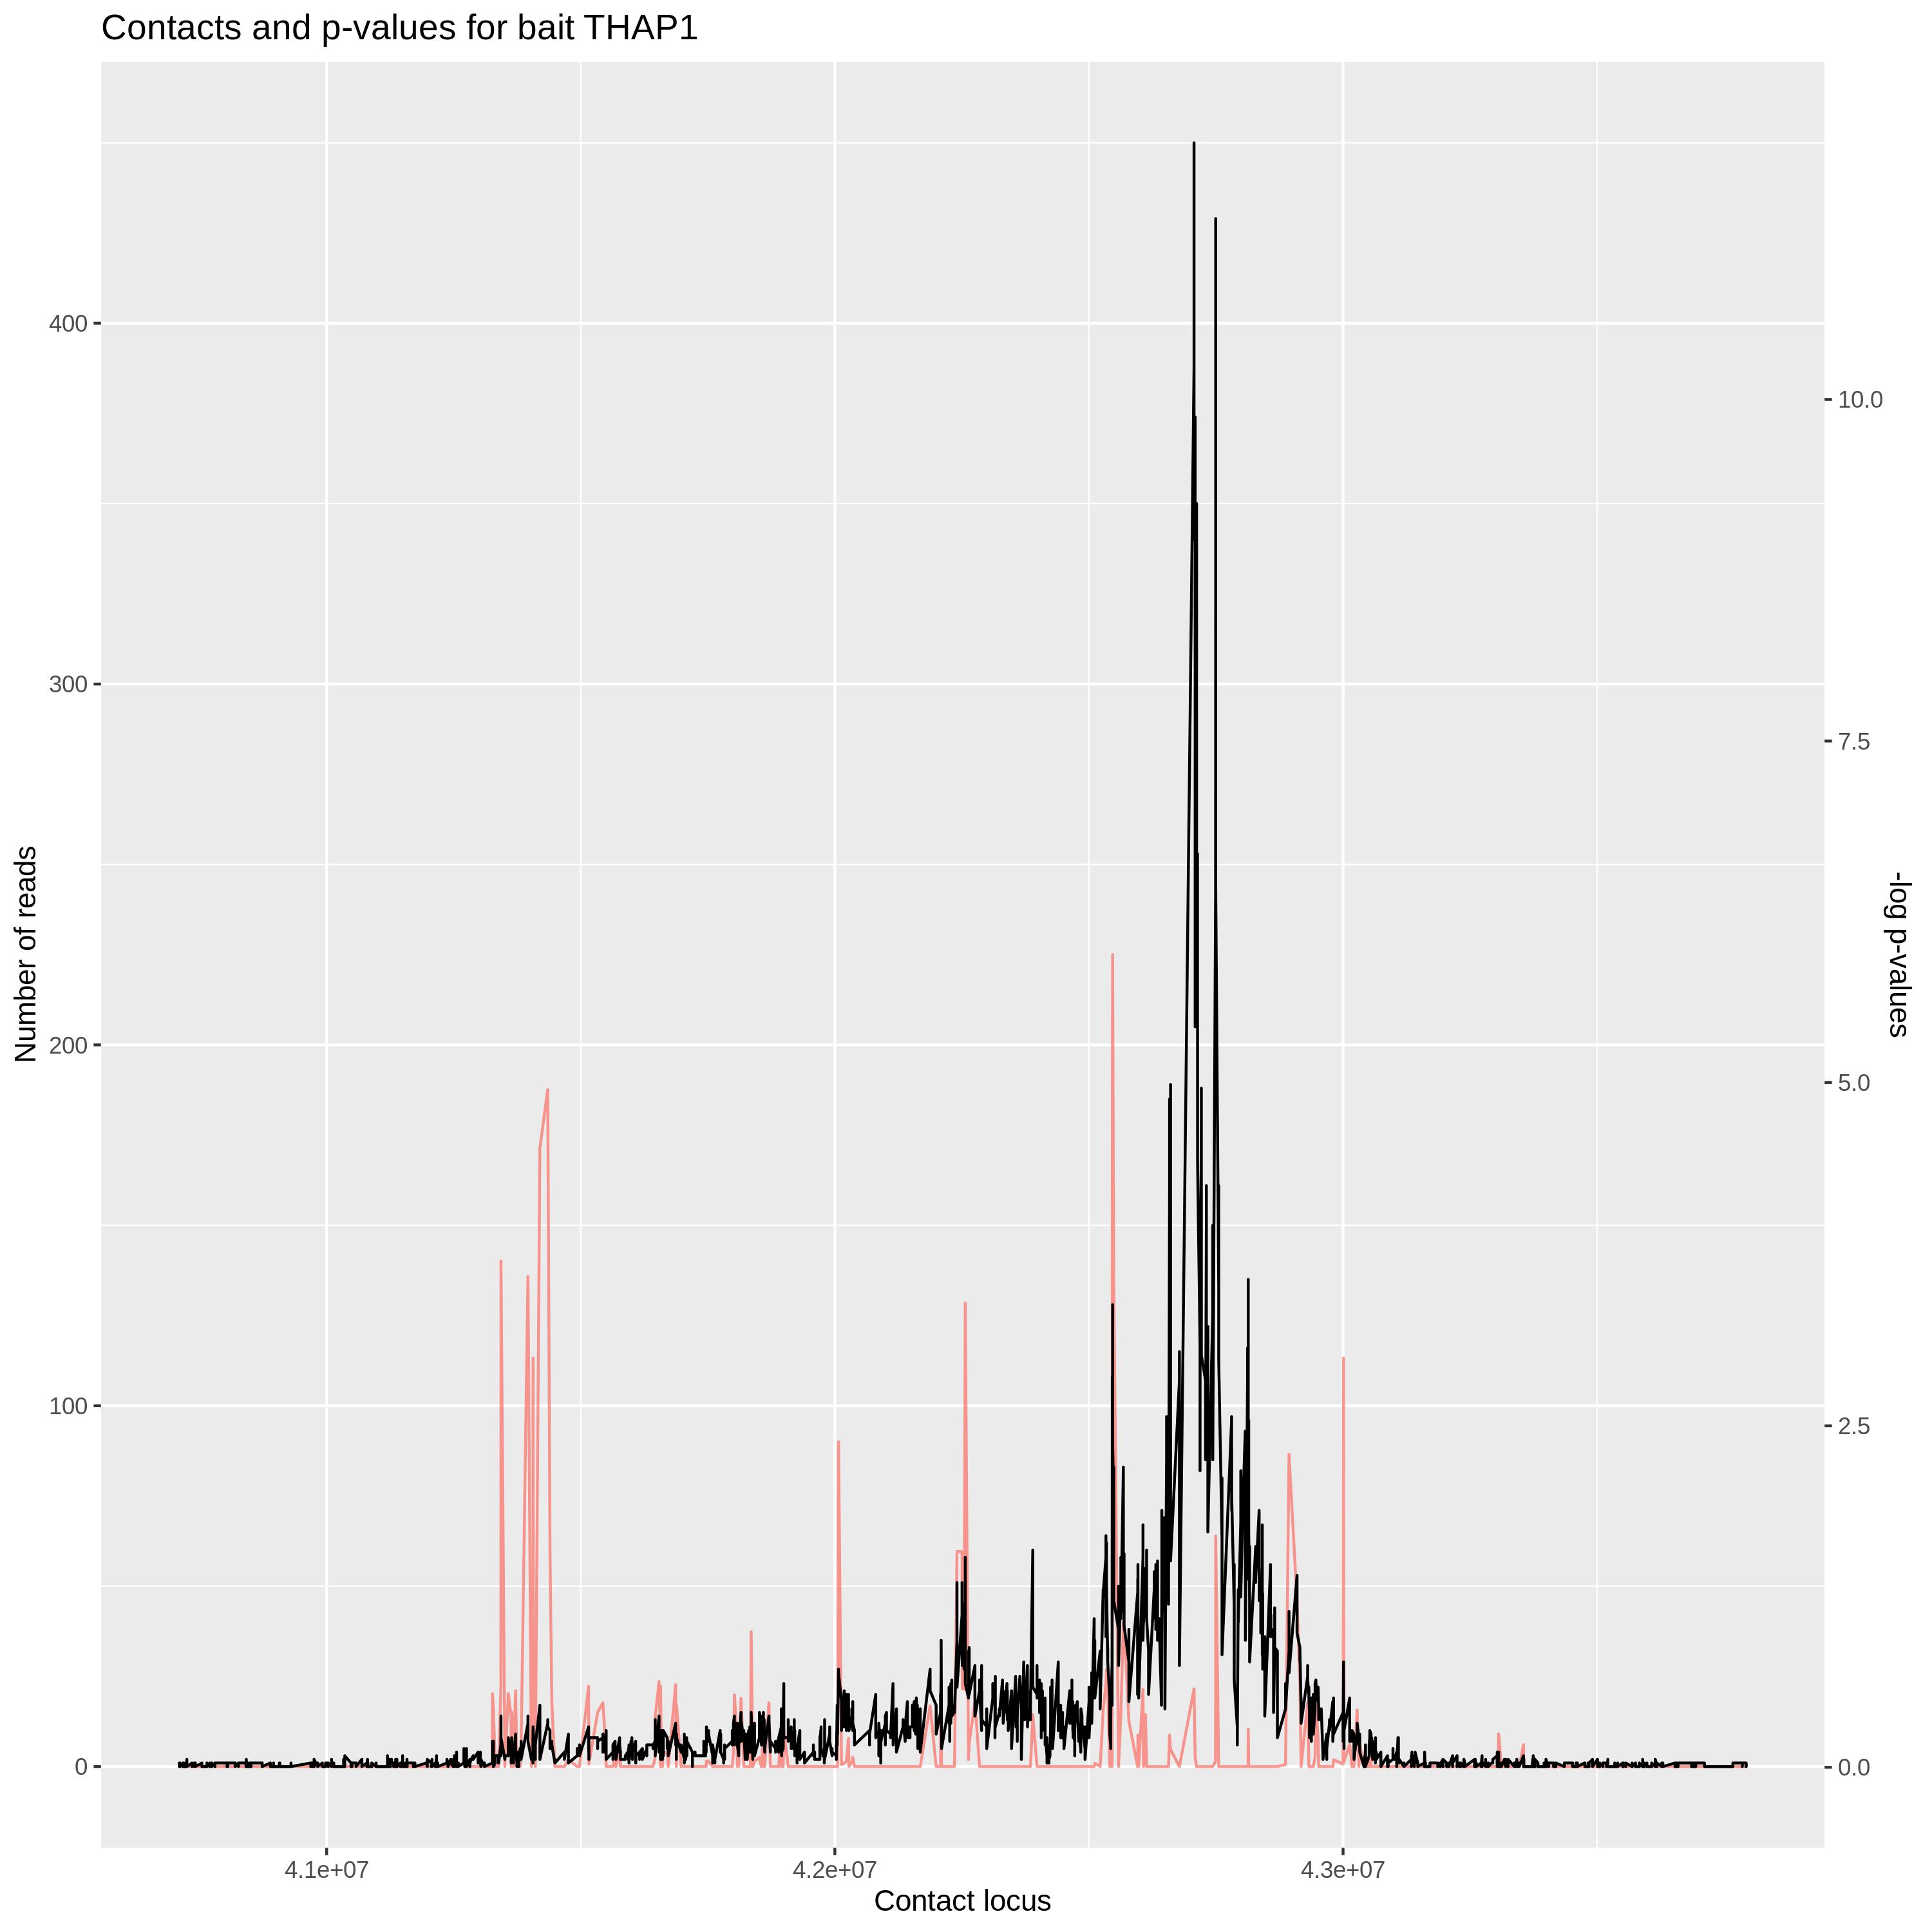 Contacts and p-values for bait THAP1
Number of reads
400
300
200
100
0
10.0
7.5
5.0
2.5
0.0
-log p-values
4.1e+07
4.2e+07
4.3e+07
Contact locus